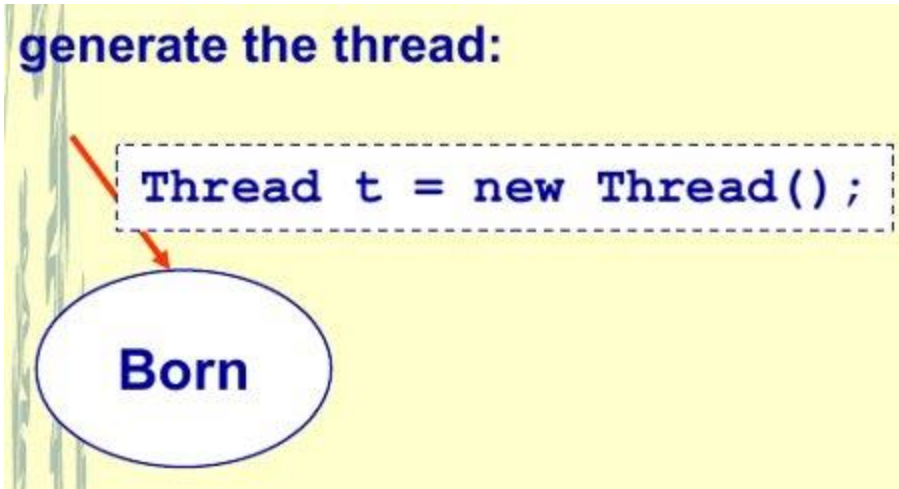 generate the thread:
Thread t = new Thread();
Born